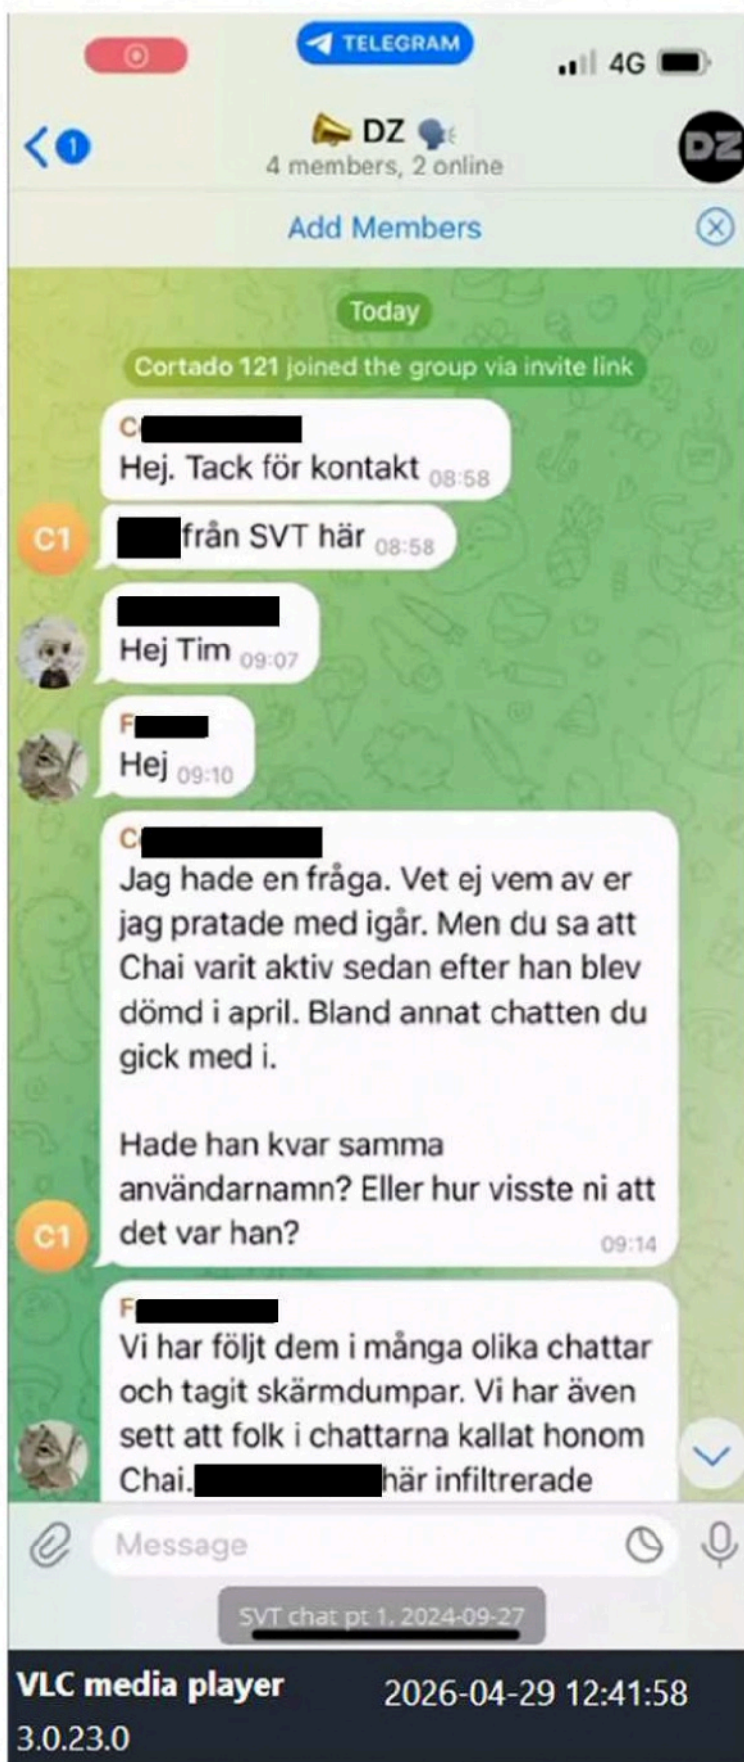 TELEGRAM
4G
1
DZ
DZ
4 members, 2 online
Add Members
Today
Cortado 121 joined the group via invite link
C
Hej. Tack för kontakt 08:58
C1
från SVT här 08:58
Hej Tim 09:07
F
Hej 09:10
C
Jag hade en fråga. Vet ej vem av er
jag pratade med igår. Men du sa att
Chai varit aktiv sedan efter han blev
dömd i april. Bland annat chatten du
gick med i.
Hade han kvar samma
användarnamn? Eller hur visste ni att
det var han? 09:14
C1
F
Vi har följt dem i många olika chattar
och tagit skärmdumpar. Vi har även
sett att folk i chattarna kallat honom
Chai. här infiltrerade
Message
SVT chat pt 1, 2024-09-27
VLC media player 2026-04-29 12:41:58
3.0.23.0